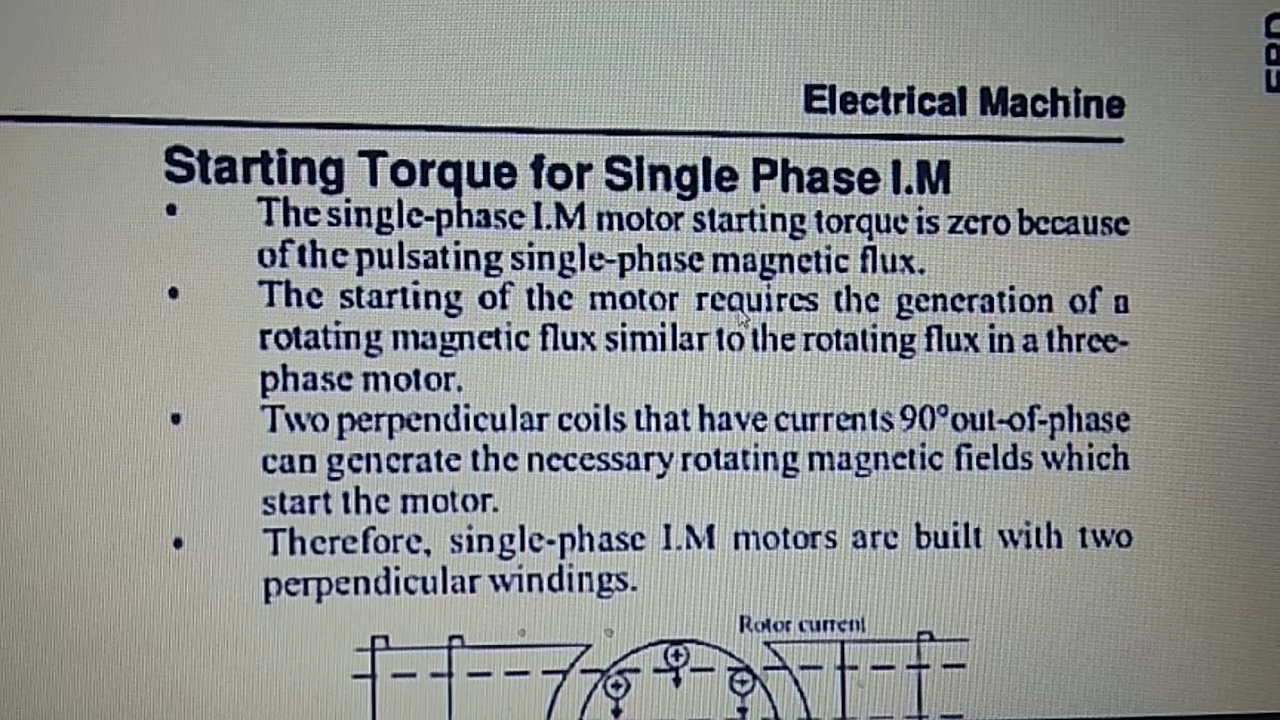 Electrical Machine
Starting Torque for Single Phase I.M
• The single-phase I.M motor starting torque is zero because
of the pulsating single-phase magnetic flux.
• The starting of the motor requires the generation of a
rotating magnetic flux similar to the rotating flux in a three-
phase motor.
• Two perpendicular coils that have currents 90° out-of-phase
can generate the necessary rotating magnetic fields which
start the motor.
• Therefore, single-phase I.M motors are built with two
perpendicular windings.
Rotor current